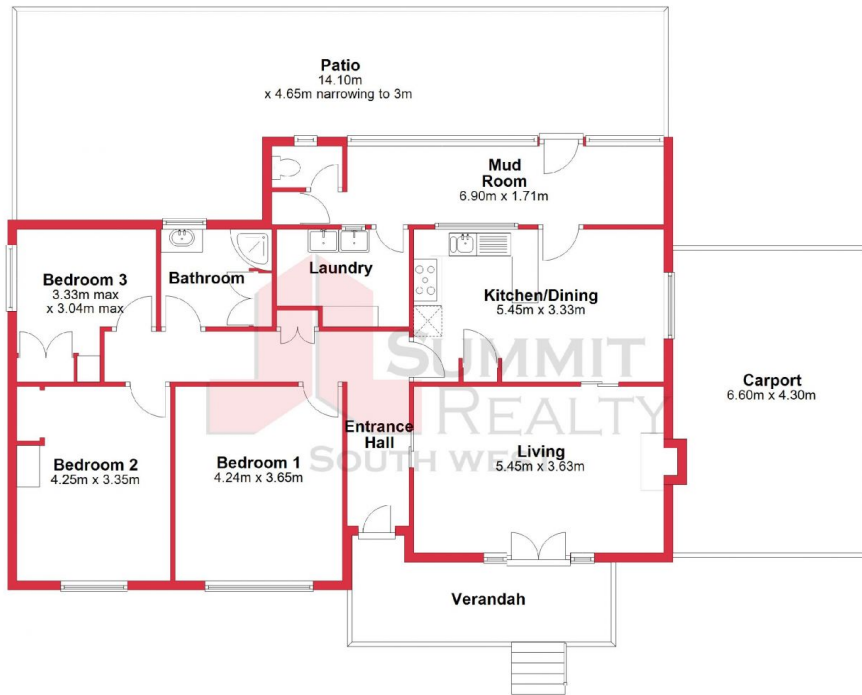 Patio
14.10m
x 4.65m narrowing to 3m
Mud
Room
6.90m x 1.71m
Bedroom 3
3.33m max
x 3.04m max
Bathroom
Laundry
Kitchen/Dining
5.45m x 3.33m
SUMMIT
REALTY
SOUTH WEST
Carport
6.60m x 4.30m
Entrance
Hall
Living
5.45m x 3.63m
Bedroom 2
4.25m x 3.35m
Bedroom 1
4.24m x 3.65m
Verandah